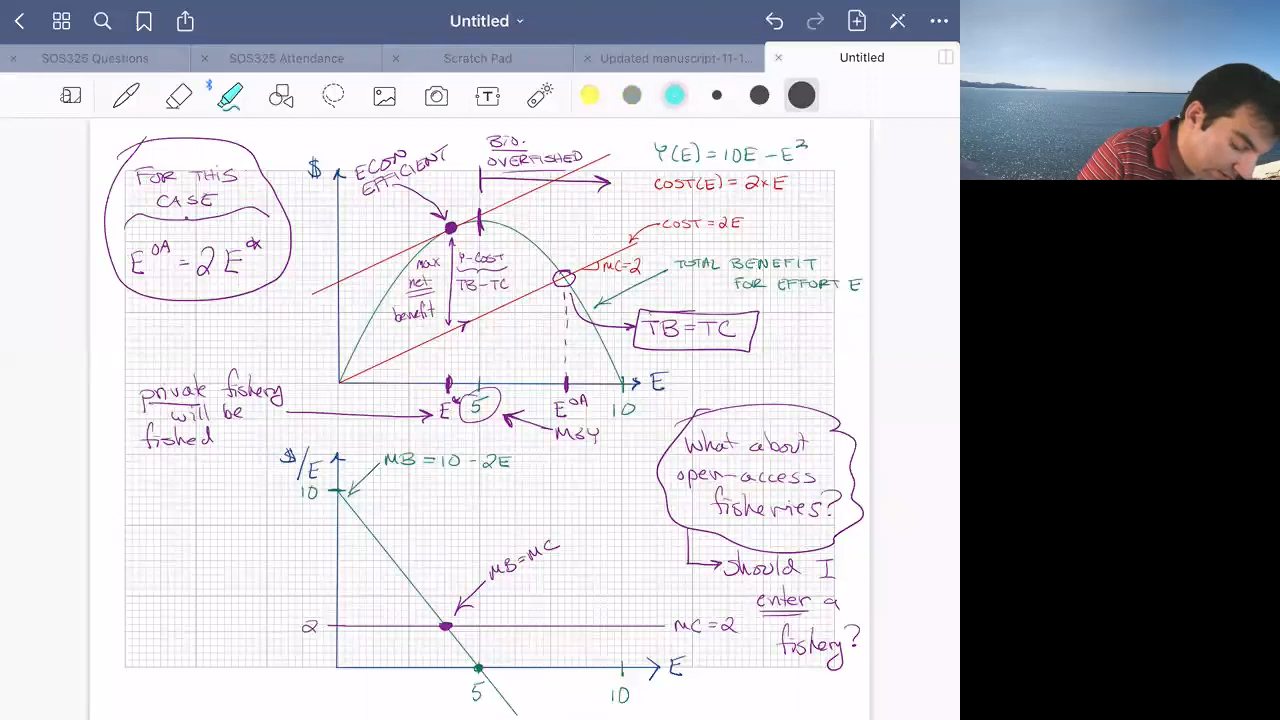 Untitled
SOS325 Questions
SOS325 Attendance
Scratch Pad
Updated manuscript-11-1...
Untitled
FOR THIS
CASE
E^OA = 2E*
$
ECON
EFFICIENT
BIO.
OVERFISHED
Y(E) = 10E - E²
COST(E) = 2×E
COST = 2E
MC=2
TOTAL BENEFIT
FOR EFFORT E
max
net
benefit
Y-COST
TB-TC
TB=TC
E
E*
5
E^OA
10
MSY
private fishery
will be
fished
$/E
10
MB = 10 - 2E
What about
open-access
fisheries?
Should I
enter a
fishery?
MB=MC
2
MC=2
E
5
10